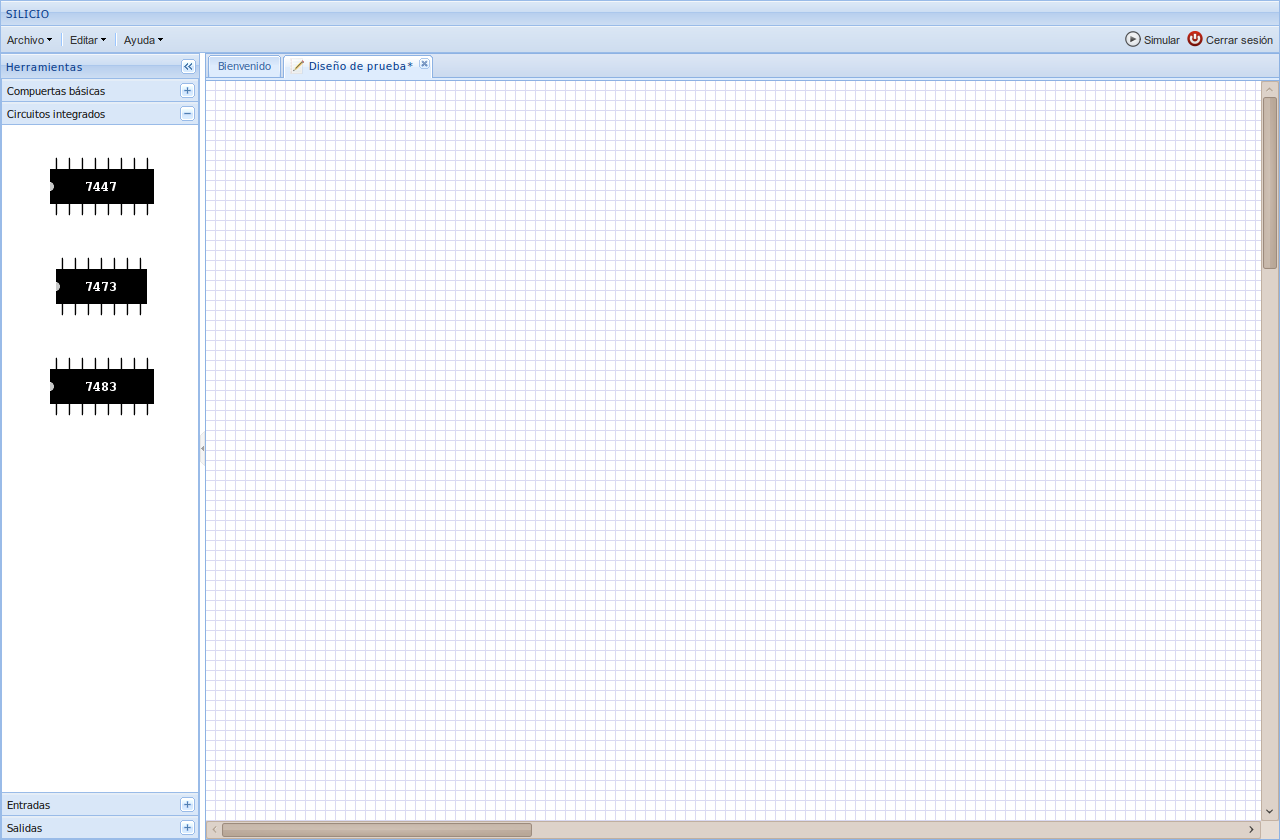 SILICIO
Archivo Editar Ayuda Simular Cerrar sesión
Herramientas Bienvenido Diseño de prueba*
Compuertas básicas
Circuitos integrados
7447
7473
7483
Entradas
Salidas